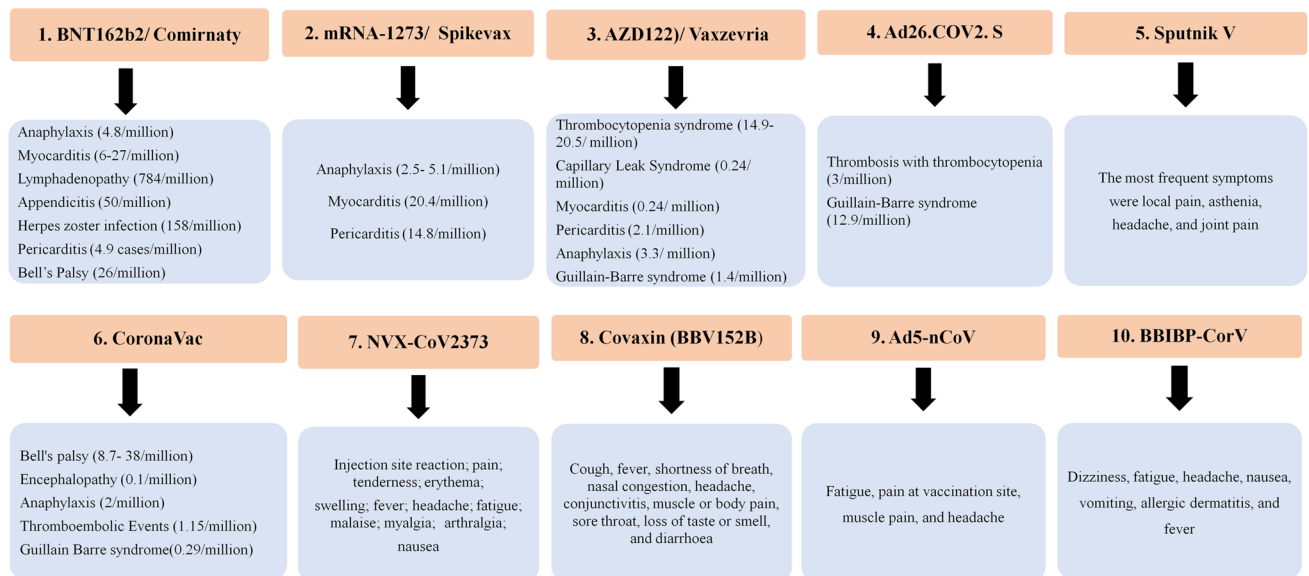 1. BNT162b2/ Comirnaty
Anaphylaxis (4.8/million)
Myocarditis (6-27/million)
Lymphadenopathy (784/million)
Appendicitis (50/million)
Herpes zoster infection (158/million)
Pericarditis (4.9 cases/million)
Bell's Palsy (26/million)
2. mRNA-1273/ Spikevax
Anaphylaxis (2.5- 5.1/million)
Myocarditis (20.4/million)
Pericarditis (14.8/million)
3. AZD122)/ Vaxzevria
Thrombocytopenia syndrome (14.9-
20.5/ million)
Capillary Leak Syndrome (0.24/
million)
Myocarditis (0.24/ million)
Pericarditis (2.1/million)
Anaphylaxis (3.3/ million)
Guillain-Barre syndrome (1.4/million)
4. Ad26.COV2. S
Thrombosis with thrombocytopenia
(3/million)
Guillain-Barre syndrome
(12.9/million)
5. Sputnik V
The most frequent symptoms
were local pain, asthenia,
headache, and joint pain
6. CoronaVac
Bell's palsy (8.7- 38/million)
Encephalopathy (0.1/million)
Anaphylaxis (2/million)
Thromboembolic Events (1.15/million)
Guillain Barre syndrome(0.29/million)
7. NVX-CoV2373
Injection site reaction; pain;
tenderness; erythema;
swelling; fever; headache; fatigue;
malaise; myalgia; arthralgia;
nausea
8. Covaxin (BBV152B)
Cough, fever, shortness of breath,
nasal congestion, headache,
conjunctivitis, muscle or body pain,
sore throat, loss of taste or smell,
and diarrhoea
9. Ad5-nCoV
Fatigue, pain at vaccination site,
muscle pain, and headache
10. BBIBP-CorV
Dizziness, fatigue, headache, nausea,
vomiting, allergic dermatitis, and
fever